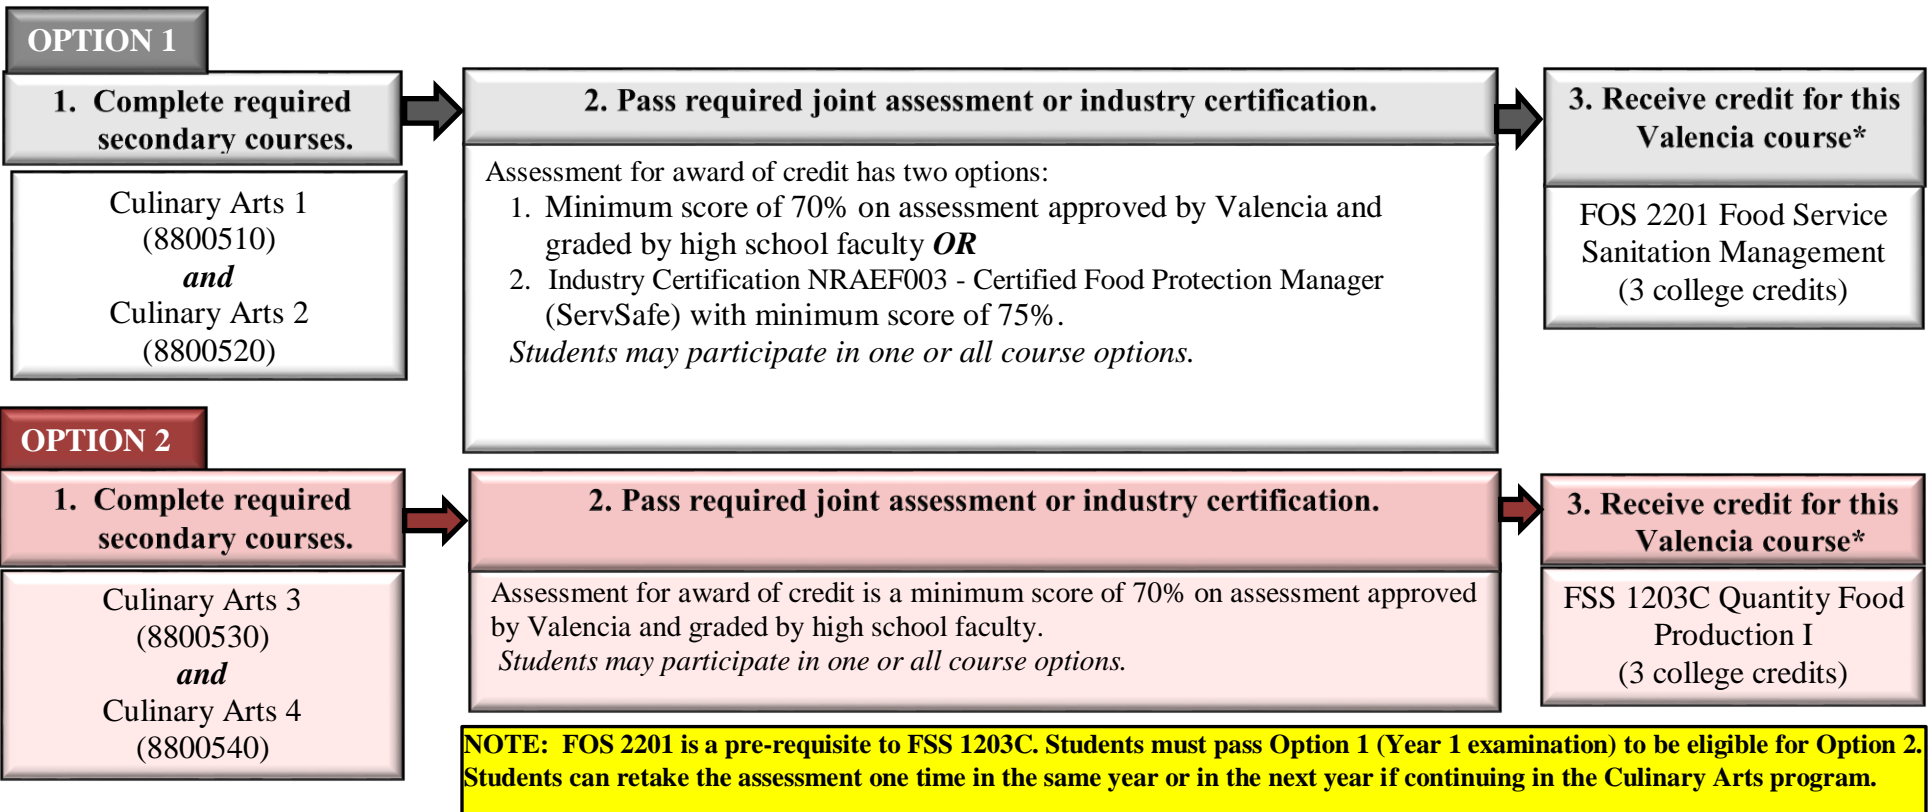 OPTION 1
1. Complete required
secondary courses.
Culinary Arts 1
(8800510)
and
Culinary Arts 2
(8800520)
2. Pass required joint assessment or industry certification.
Assessment for award of credit has two options:
1. Minimum score of 70% on assessment approved by Valencia and
graded by high school faculty OR
2. Industry Certification NRAEF003 - Certified Food Protection Manager
(ServSafe) with minimum score of 75%.
Students may participate in one or all course options.
3. Receive credit for this
Valencia course*
FOS 2201 Food Service
Sanitation Management
(3 college credits)
OPTION 2
1. Complete required
secondary courses.
Culinary Arts 3
(8800530)
and
Culinary Arts 4
(8800540)
2. Pass required joint assessment or industry certification.
Assessment for award of credit is a minimum score of 70% on assessment approved
by Valencia and graded by high school faculty.
Students may participate in one or all course options.
3. Receive credit for this
Valencia course*
FSS 1203C Quantity Food
Production I
(3 college credits)
NOTE: FOS 2201 is a pre-requisite to FSS 1203C. Students must pass Option 1 (Year 1 examination) to be eligible for Option 2.
Students can retake the assessment one time in the same year or in the next year if continuing in the Culinary Arts program.